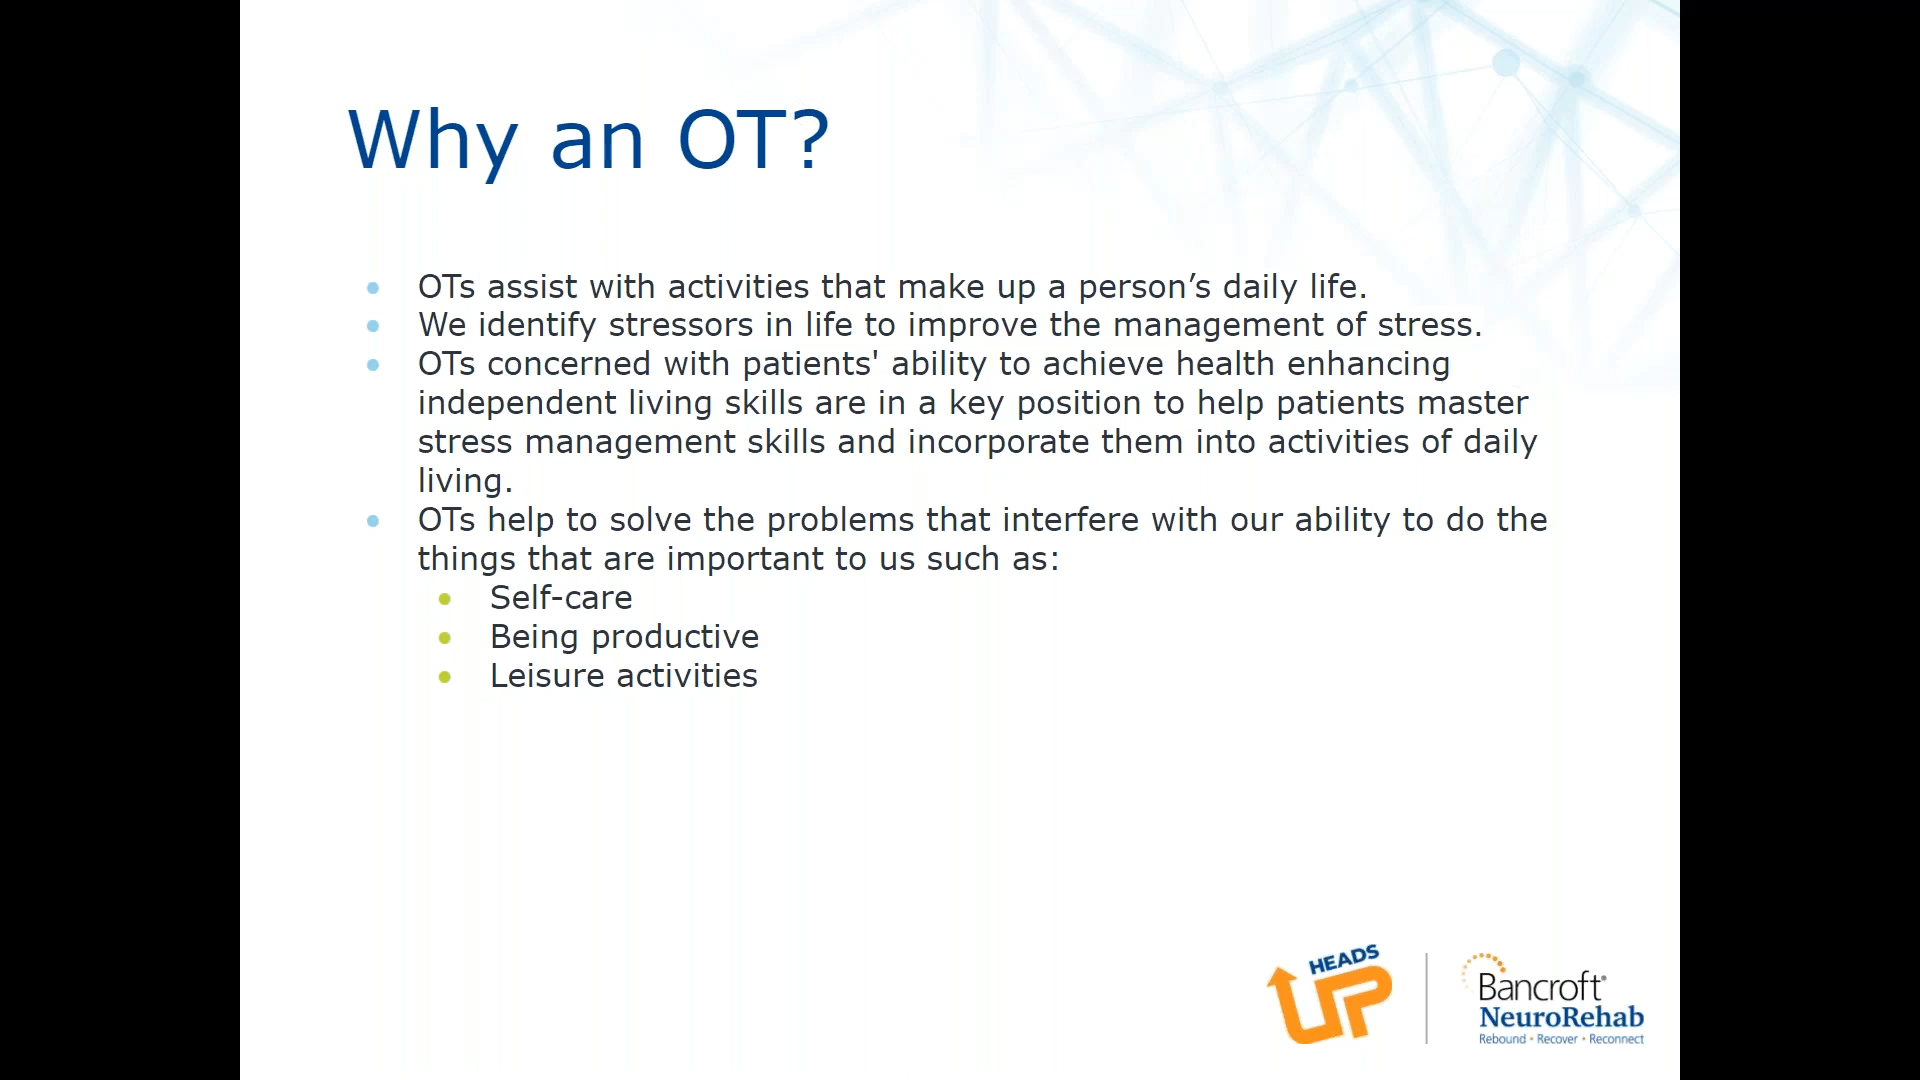 Why an OT?
OTs assist with activities that make up a person’s daily life.
We identify stressors in life to improve the management of stress.
OTs concerned with patients' ability to achieve health enhancing
independent living skills are in a key position to help patients master
stress management skills and incorporate them into activities of daily
living.
OTs help to solve the problems that interfere with our ability to do the
things that are important to us such as:
Self-care
Being productive
Leisure activities
HEADS
UP
Bancroft®
NeuroRehab
Rebound • Recover • Reconnect